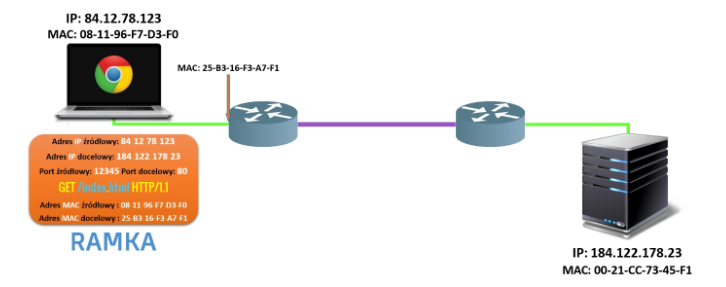 IP: 84.12.78.123
MAC: 08-11-96-F7-D3-F0
MAC: 25-B3-16-F3-A7-F1
Adres IP źródłowy: 84 12 78 123
Adres IP docelowy: 184 122 178 23
Port źródłowy: 12345 Port docelowy: 80
GET /index.html HTTP/1.1
Adres MAC źródłowy : 08-11-96-F7-D3-F0
Adres MAC docelowy : 25-B3-16-F3-A7-F1
RAMKA
IP: 184.122.178.23
MAC: 00-21-CC-73-45-F1